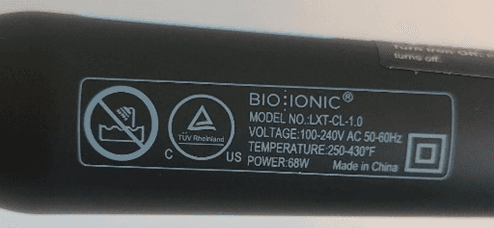 turns off.
BIO:IONIC®
MODEL NO.:LXT-CL-1.0
VOLTAGE:100-240V AC 50-60Hz
TEMPERATURE:250-430°F
POWER:68W Made in China
TÜV Rheinland
C US